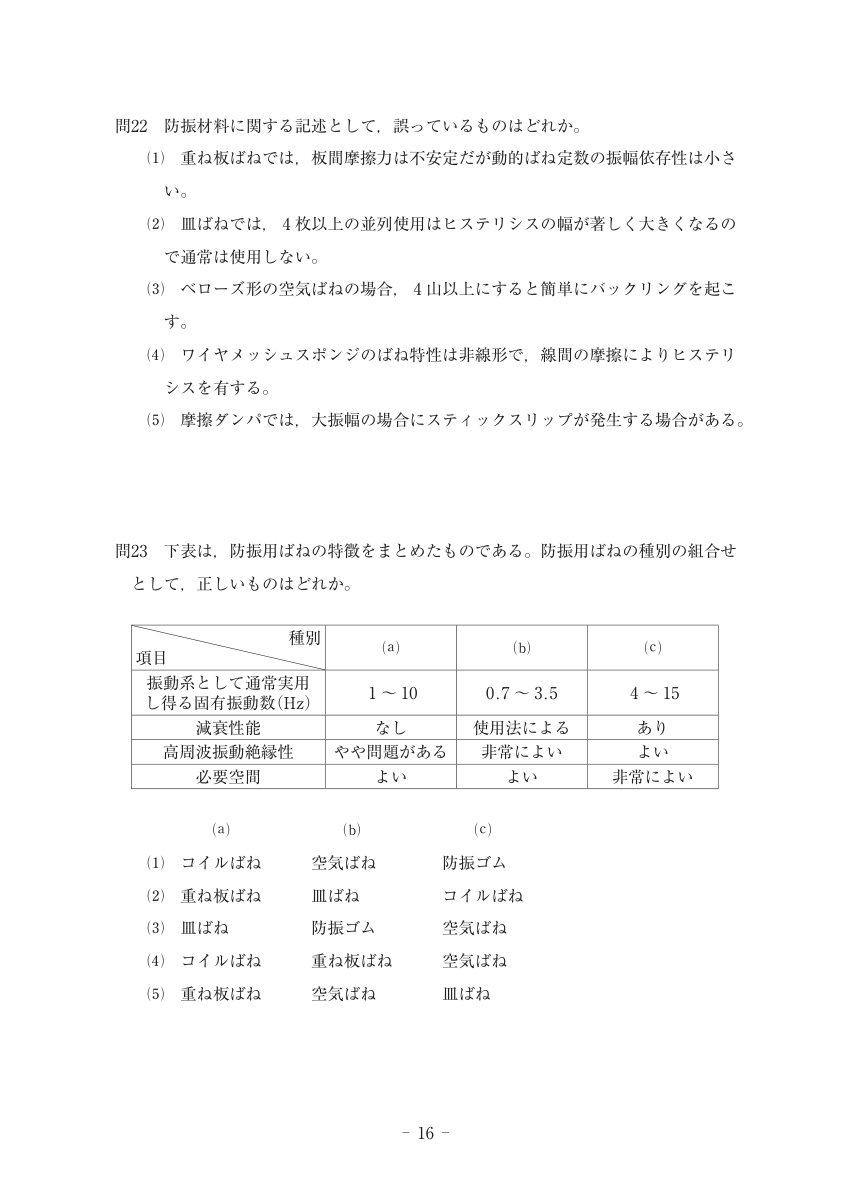 問22　防振材料に関する記述として，誤っているものはどれか。
⑴　重ね板ばねでは，板間摩擦力は不安定だが動的ばね定数の振幅依存性は小さ
い。
⑵　皿ばねでは，４枚以上の並列使用はヒステリシスの幅が著しく大きくなるの
で通常は使用しない。
⑶　ベローズ形の空気ばねの場合，４山以上にすると簡単にバックリングを起こ
す。
⑷　ワイヤメッシュスポンジのばね特性は非線形で，線間の摩擦によりヒステリ
シスを有する。
⑸　摩擦ダンパでは，大振幅の場合にスティックスリップが発生する場合がある。
問23　下表は，防振用ばねの特徴をまとめたものである。防振用ばねの種別の組合せ
として，正しいものはどれか。
種別
項目 ⒜ ⒝ ⒞
振動系として通常実用
し得る固有振動数(Hz) 1 ～ 10 0.7 ～ 3.5 4 ～ 15
減衰性能 なし 使用法による あり
高周波振動絶縁性 やや問題がある 非常によい よい
必要空間 よい よい 非常によい
⒜ ⒝ ⒞
⑴　コイルばね 空気ばね 防振ゴム
⑵　重ね板ばね 皿ばね コイルばね
⑶　皿ばね 防振ゴム 空気ばね
⑷　コイルばね 重ね板ばね 空気ばね
⑸　重ね板ばね 空気ばね 皿ばね
－ 16 －